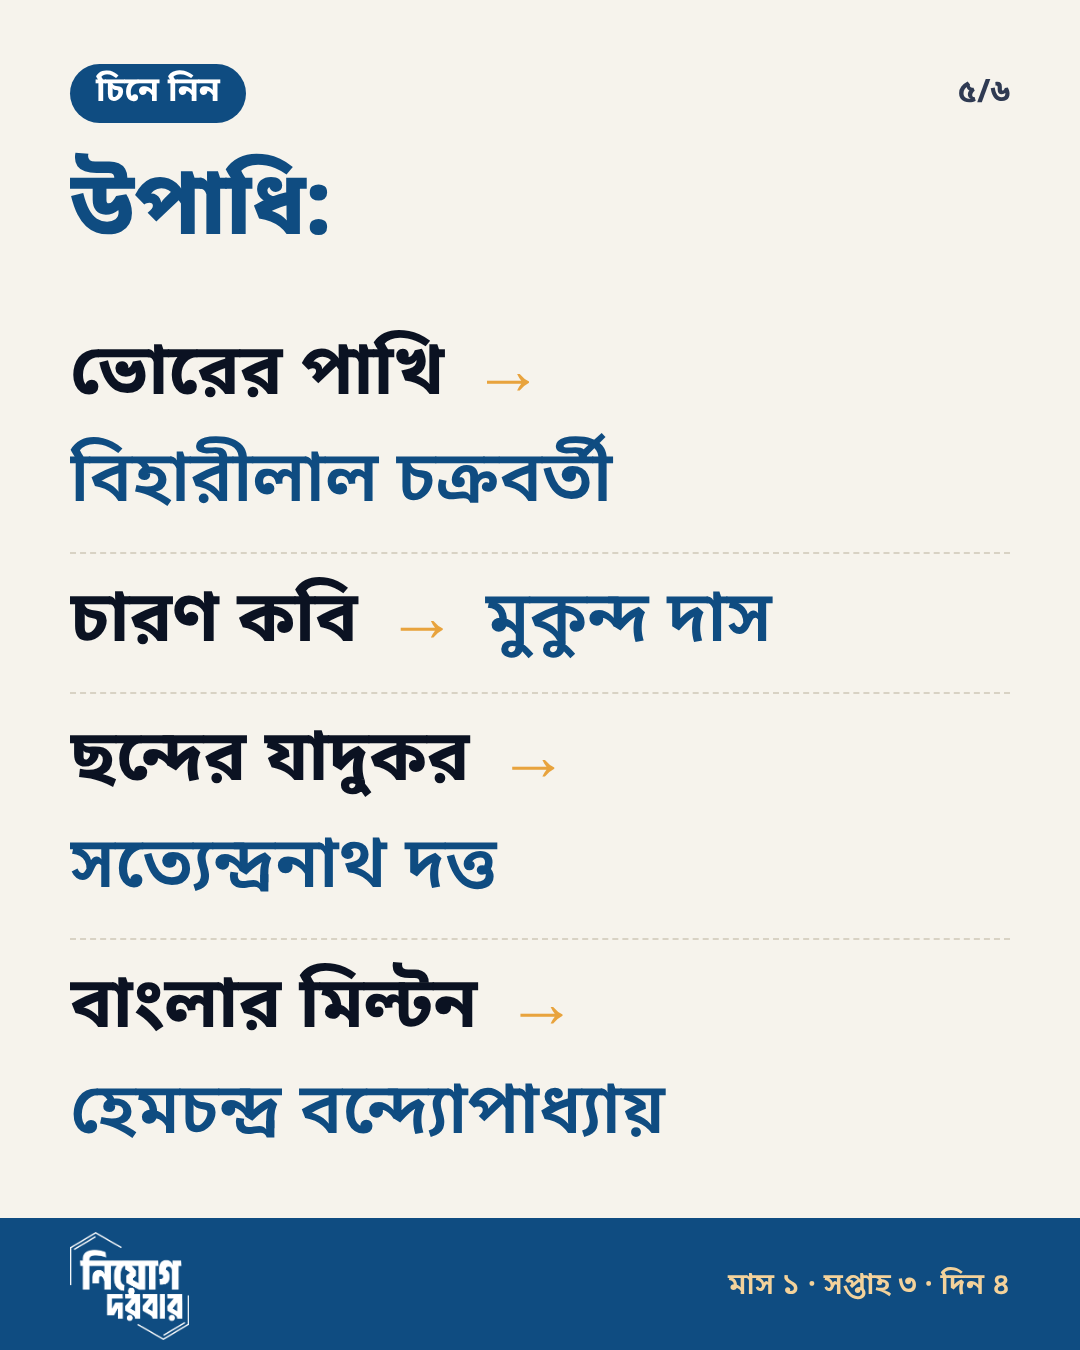 চিনে নিন
৫/৬
উপাধি:
ভোরের পাখি →
বিহারীলাল চক্রবর্তী
চারণ কবি → মুকুন্দ দাস
ছন্দের যাদুকর →
সত্যেন্দ্রনাথ দত্ত
বাংলার মিল্টন →
হেমচন্দ্র বন্দ্যোপাধ্যায়
নিয়োগ
দরবার
মাস ১ · সপ্তাহ ৩ · দিন ৪